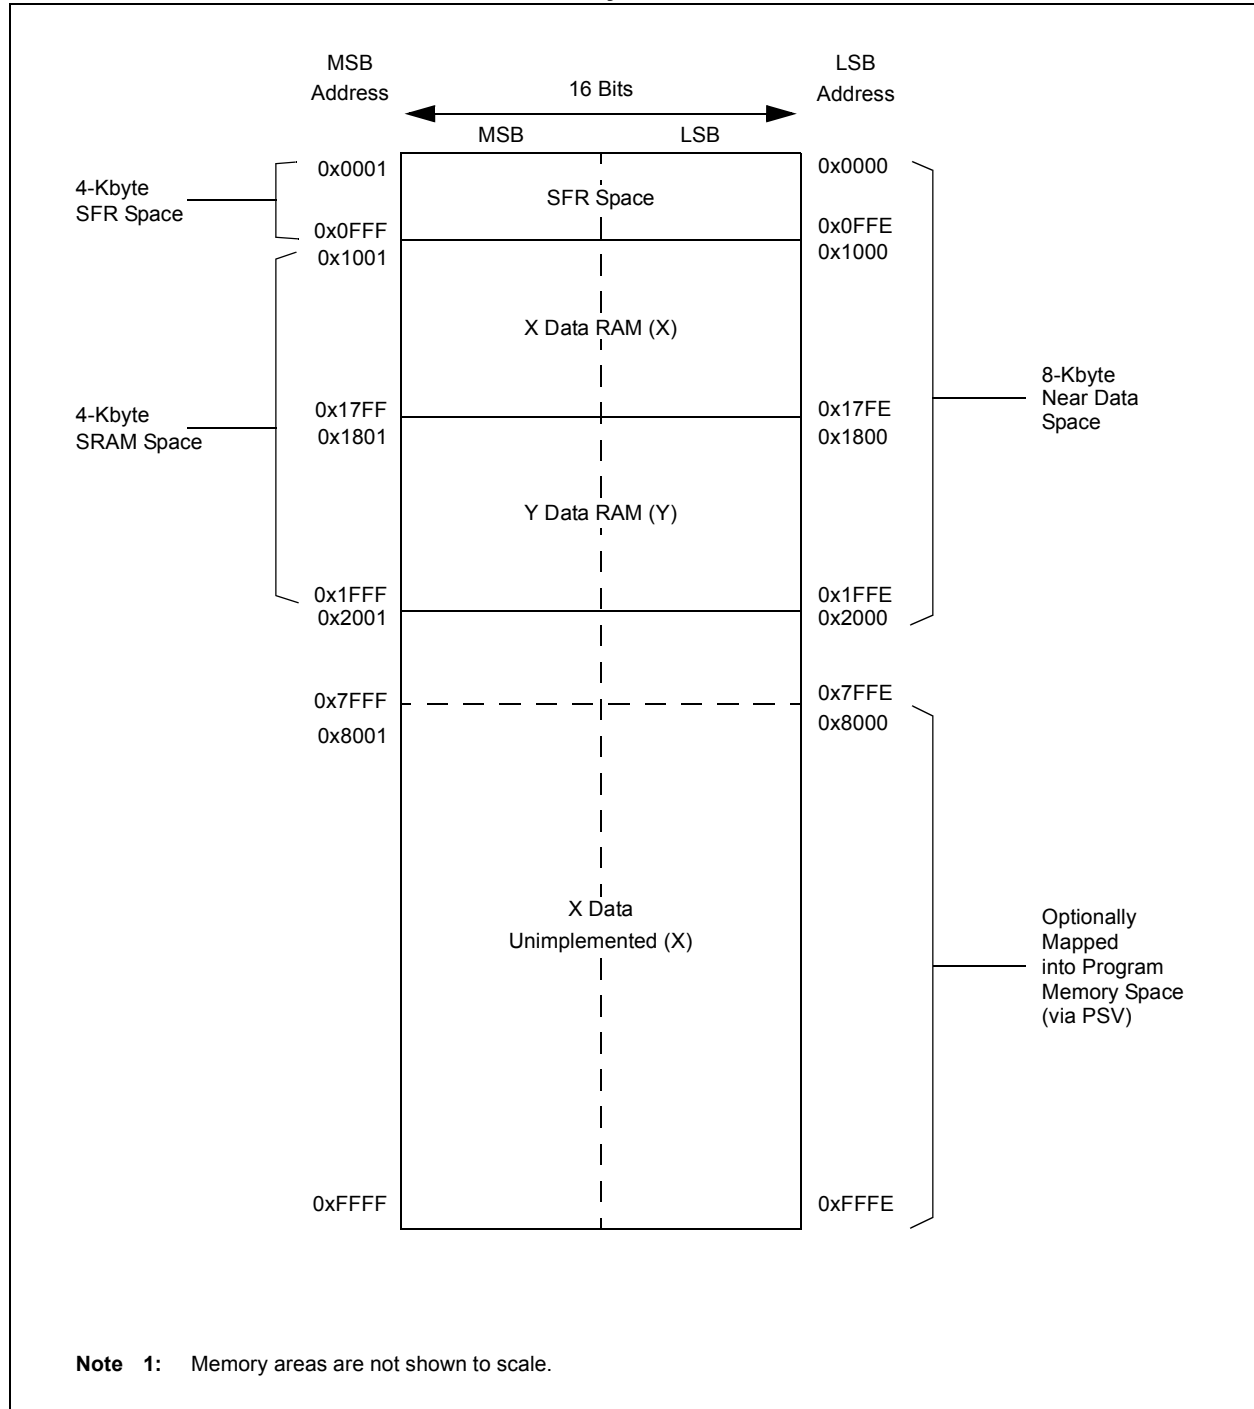 MSB
Address
16 Bits
LSB
Address
MSB
LSB
0x0001
0x0000
4-Kbyte
SFR Space
SFR Space
0x0FFF
0x0FFE
0x1001
0x1000
X Data RAM (X)
8-Kbyte
Near Data
Space
4-Kbyte
SRAM Space
0x17FF
0x17FE
0x1801
0x1800
Y Data RAM (Y)
0x1FFF
0x1FFE
0x2001
0x2000
0x7FFF
0x7FFE
0x8001
0x8000
X Data
Unimplemented (X)
Optionally
Mapped
into Program
Memory Space
(via PSV)
0xFFFF
0xFFFE
Note 1: Memory areas are not shown to scale.